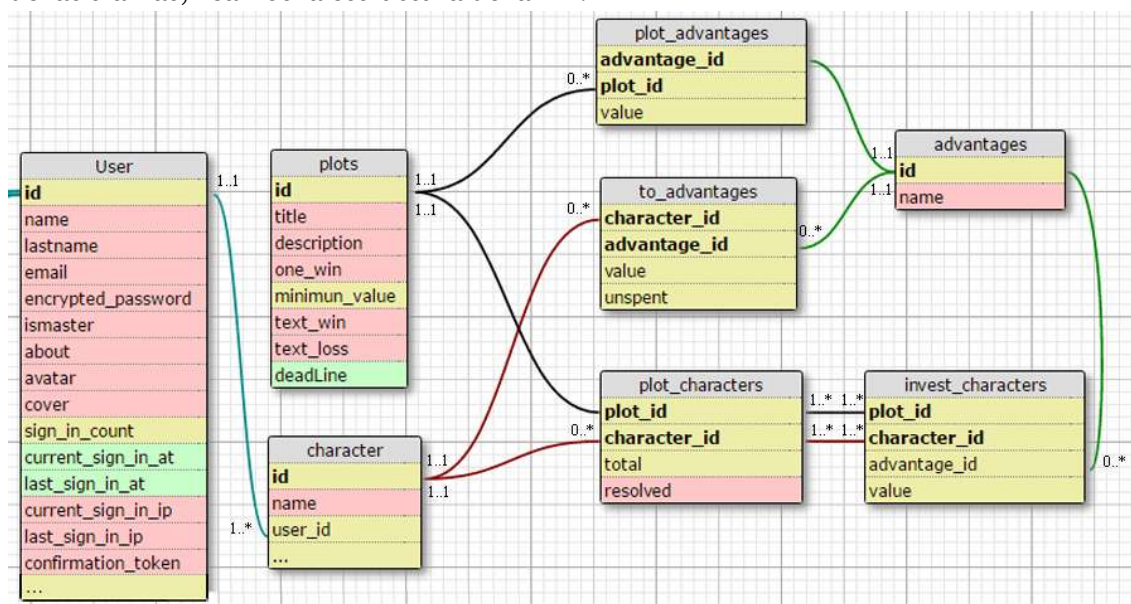 plot_advantages
advantage_id
plot_id
value
0..*
advantages
id
name
1..1
1..1
User
id
name
lastname
email
encrypted_password
ismaster
about
avatar
cover
sign_in_count
current_sign_in_at
last_sign_in_at
current_sign_in_ip
last_sign_in_ip
confirmation_token
...
1..1
plots
id
title
description
one_win
minimun_value
text_win
text_loss
deadLine
1..1
1..1
to_advantages
character_id
advantage_id
value
unspent
0..*
0..*
character
id
name
user_id
...
1..1
1..1
1..*
plot_characters
plot_id
character_id
total
resolved
0..*
1..* 1..*
1..* 1..*
invest_characters
plot_id
character_id
advantage_id
value
0..*